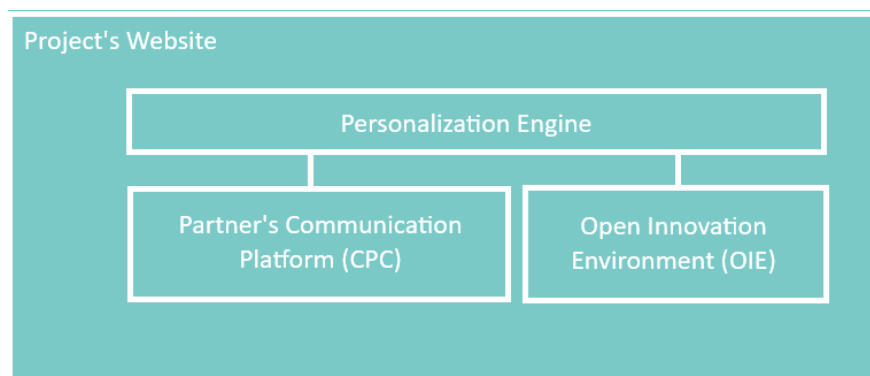 Project's Website
Personalization Engine
Partner's Communication
Platform (CPC)
Open Innovation
Environment (OIE)